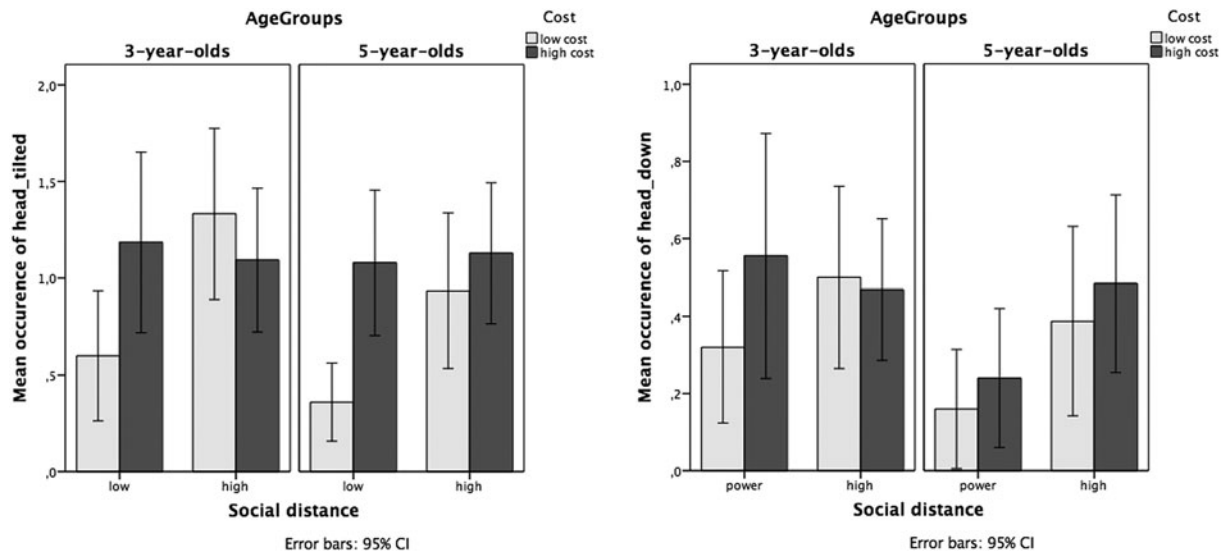 AgeGroups
Cost
low cost
high cost
3-year-olds
5-year-olds
Mean occurence of head_tilted
2,0
1,5
1,0
,5
,0
low
high
low
high
Social distance
Error bars: 95% CI
AgeGroups
Cost
low cost
high cost
3-year-olds
5-year-olds
Mean occurence of head_down
1,0
,8
,6
,4
,2
,0
power
high
power
high
Social distance
Error bars: 95% CI